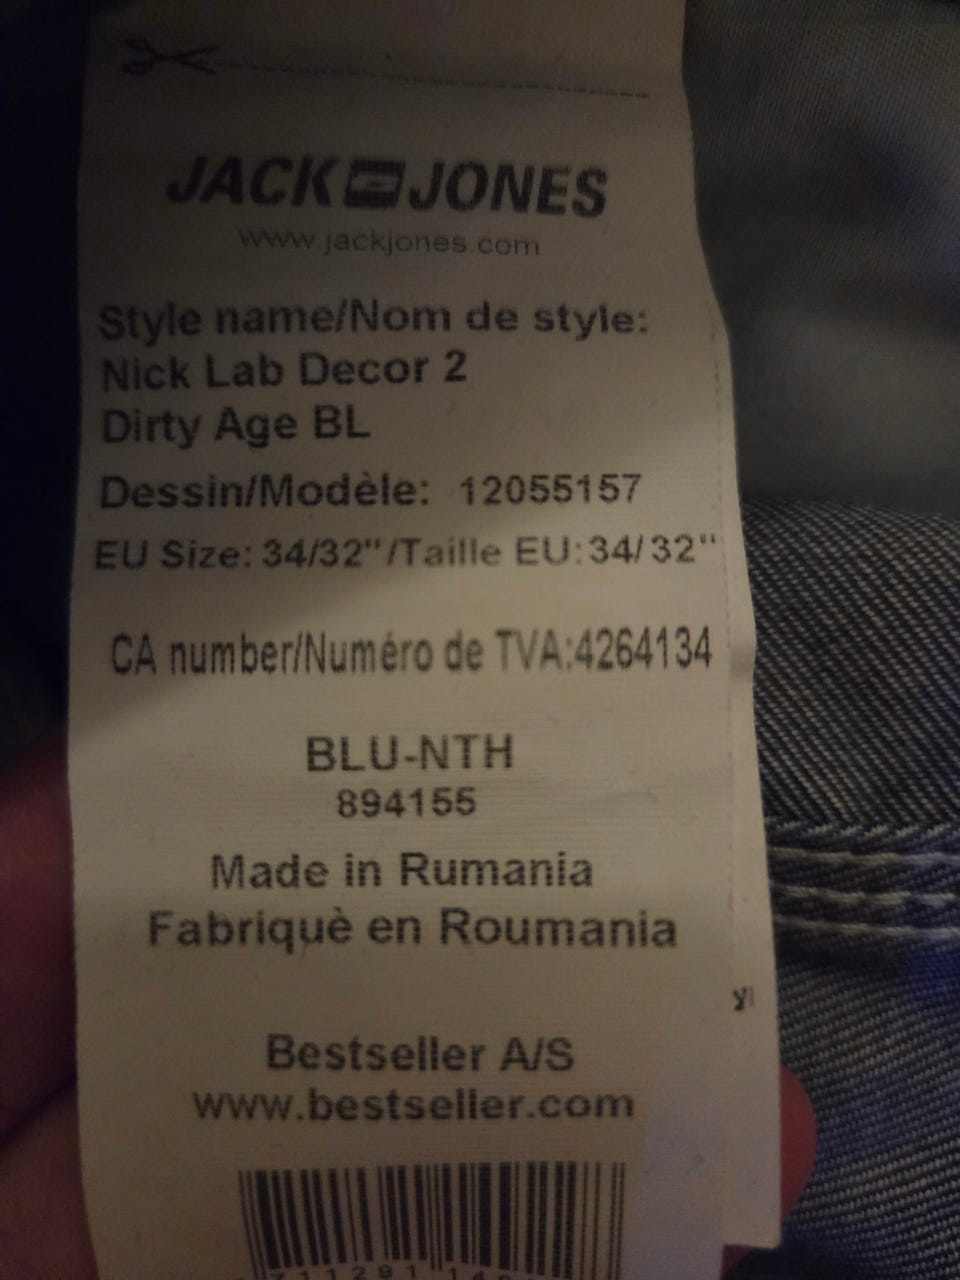 JACK JONES
www.jackjones.com
Style name/Nom de style:
Nick Lab Decor 2
Dirty Age BL
Dessin/Modèle: 12055157
EU Size: 34/32"/Taille EU:34/32"
CA number/Numéro de TVA:4264134
BLU-NTH
894155
Made in Rumania
Fabriquè en Roumania
Bestseller A/S
www.bestseller.com